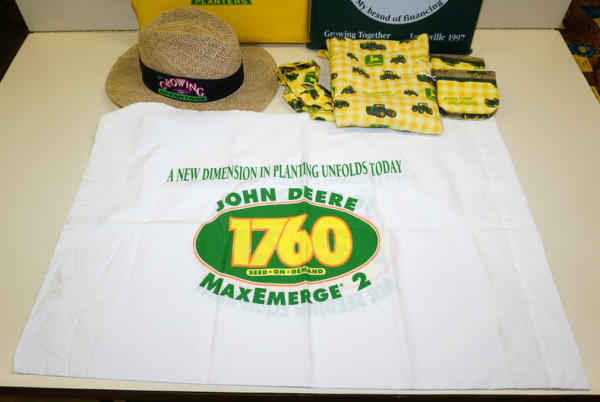 PLANTERS
My brand of financing
Growing Together Louisville 1997
GROWING
A NEW DIMENSION IN PLANTING UNFOLDS TODAY
JOHN DEERE
1760
SEED • ON • DEMAND
MAXEMERGE® 2